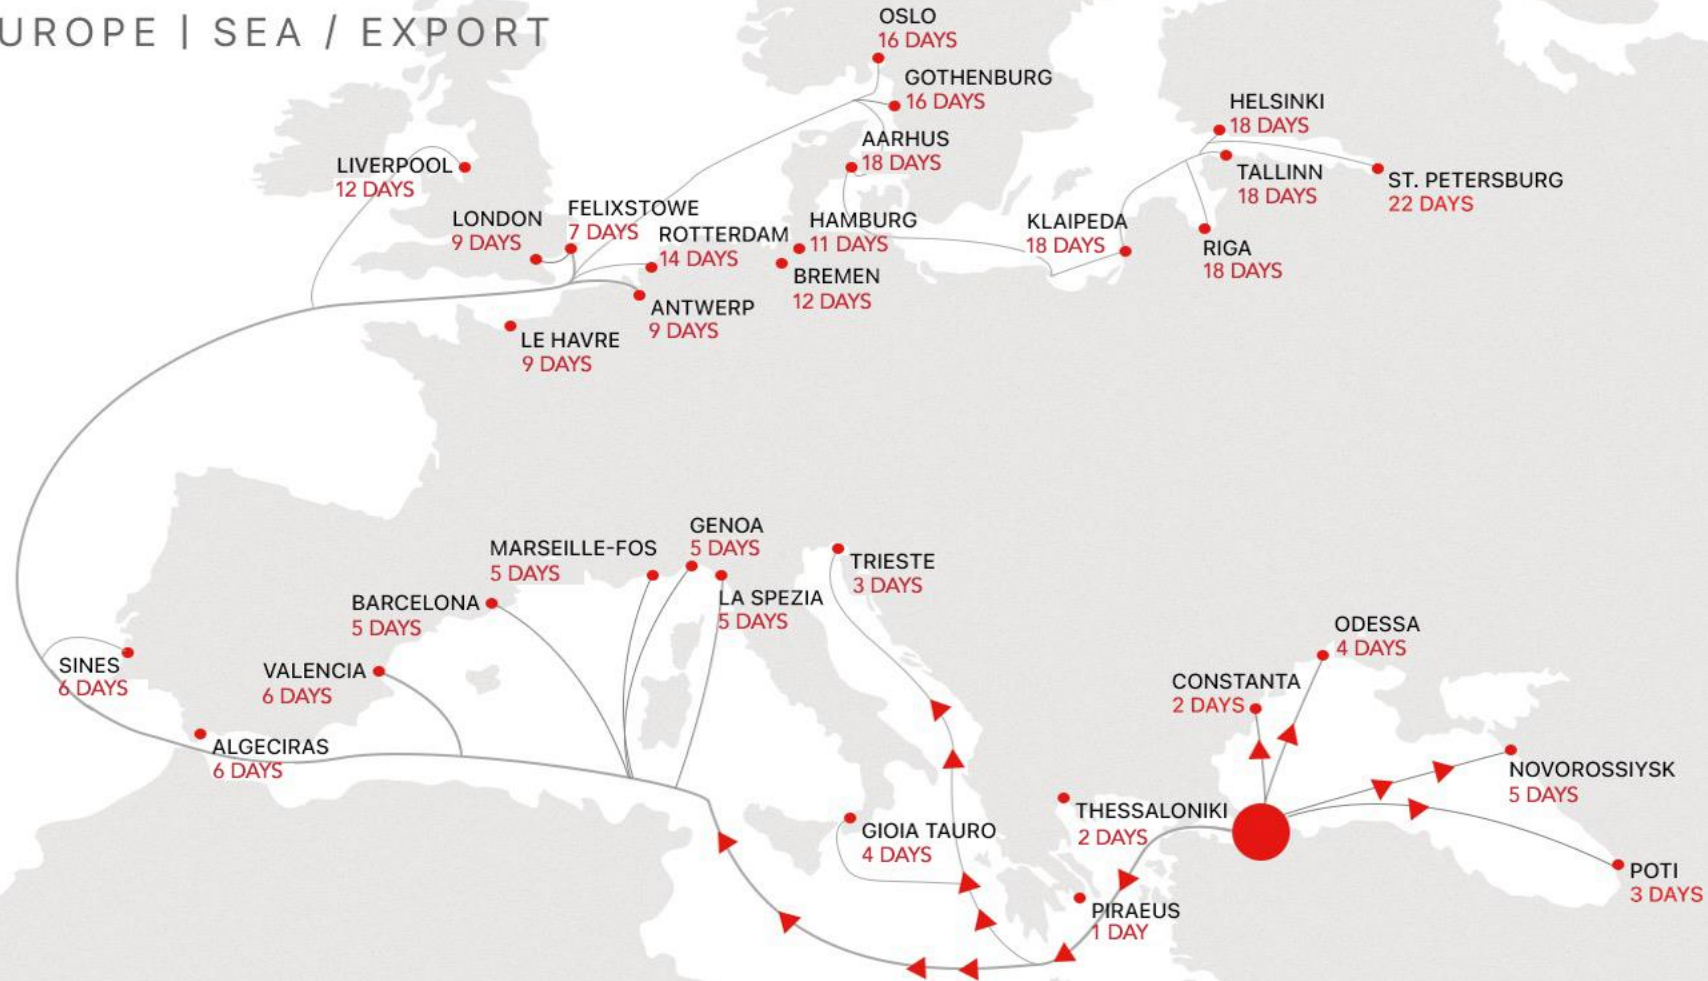 UROPE | SEA / EXPORT
OSLO
16 DAYS
GOTHENBURG
16 DAYS
HELSINKI
18 DAYS
AARHUS
18 DAYS
LIVERPOOL
12 DAYS
TALLINN
18 DAYS
ST. PETERSBURG
22 DAYS
FELIXSTOWE
7 DAYS
LONDON
9 DAYS
ROTTERDAM
14 DAYS
HAMBURG
11 DAYS
KLAIPEDA
18 DAYS
RIGA
18 DAYS
BREMEN
12 DAYS
ANTWERP
9 DAYS
LE HAVRE
9 DAYS
GENOA
5 DAYS
MARSEILLE-FOS
5 DAYS
TRIESTE
3 DAYS
BARCELONA
5 DAYS
LA SPEZIA
5 DAYS
ODESSA
4 DAYS
SINES
6 DAYS
VALENCIA
6 DAYS
CONSTANTA
2 DAYS
ALGECIRAS
6 DAYS
NOVOROSSIYSK
5 DAYS
THESSALONIKI
2 DAYS
GIOIA TAURO
4 DAYS
POTI
3 DAYS
PIRAEUS
1 DAY